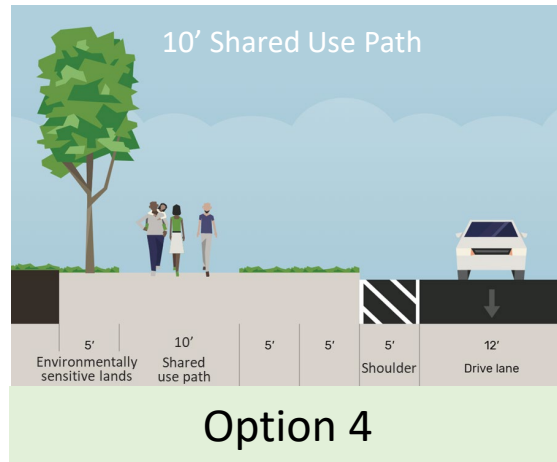 10’ Shared Use Path
5’ 10’ 5’ 5’ 5’ 12’
Environmentally sensitive lands
Shared use path
Shoulder
Drive lane
Option 4